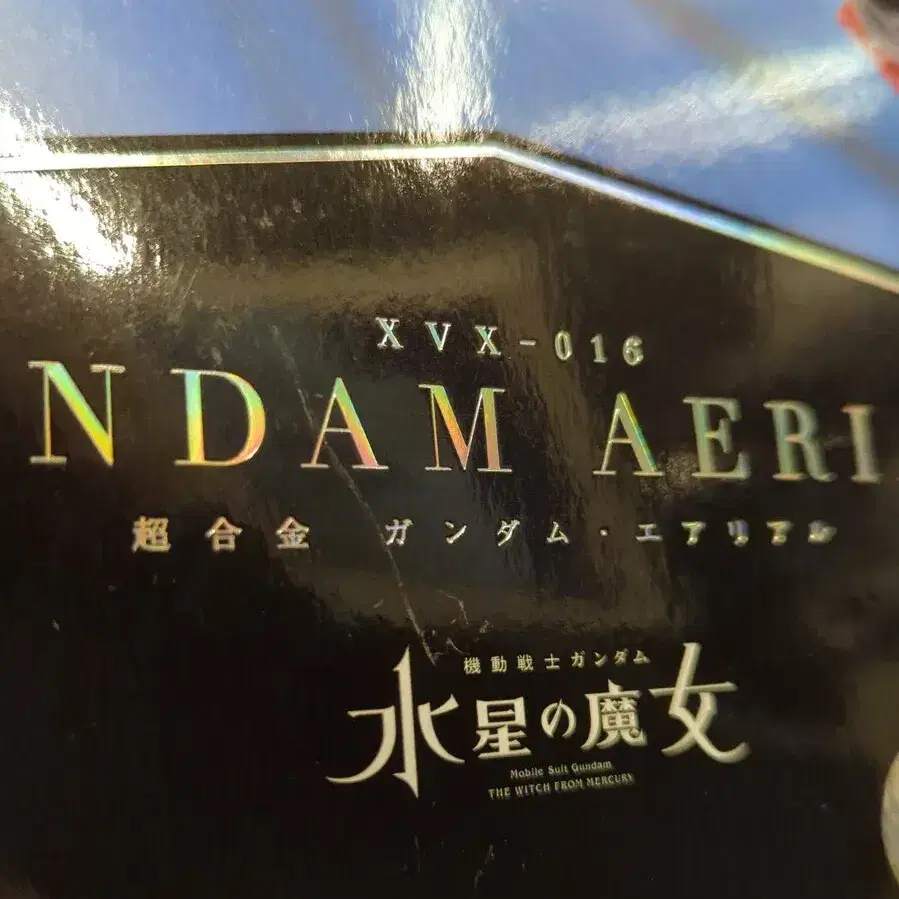 XVX-016
NDAM AERI
超合金 ガンダム・エアリアル
機動戦士ガンダム
水星の魔女
Mobile Suit Gundam
THE WITCH FROM MERCURY